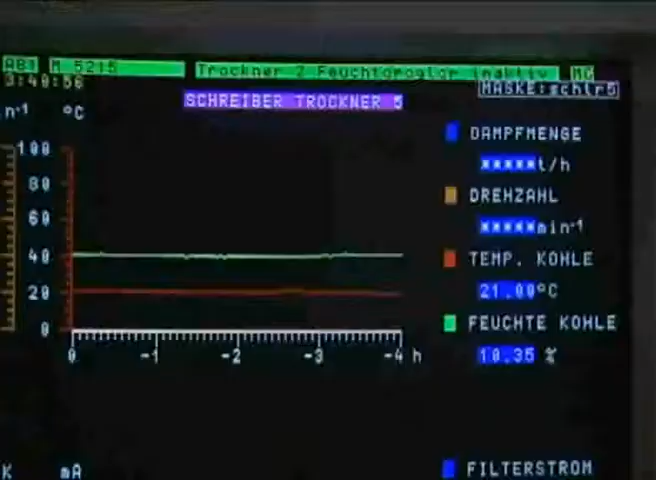 AB1 M 5215 Trockner 2 Feuchteregler inaktiv
3:40:56 MASKE:schtr5
SCHREIBER TROCKNER 5
n-1 °C
100
80
60
40
20
0
0 -1 -2 -3 -4 h
DAMPFMENGE
*****t/h
DREHZAHL
*****min-1
TEMP. KOHLE
21.00°C
FEUCHTE KOHLE
10.35 %
K mA
FILTERSTROM